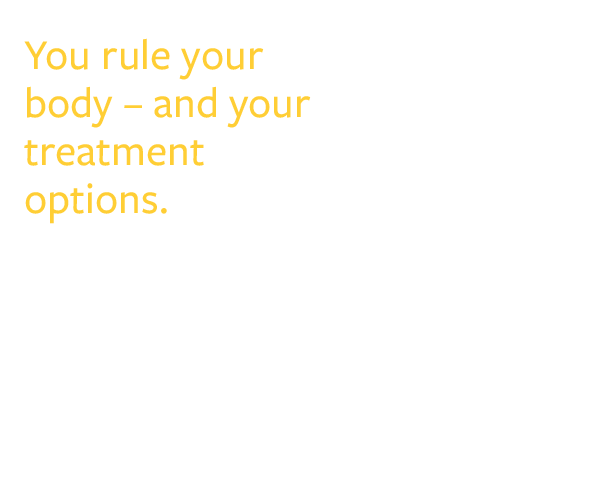 You rule your
body – and your
treatment
options.